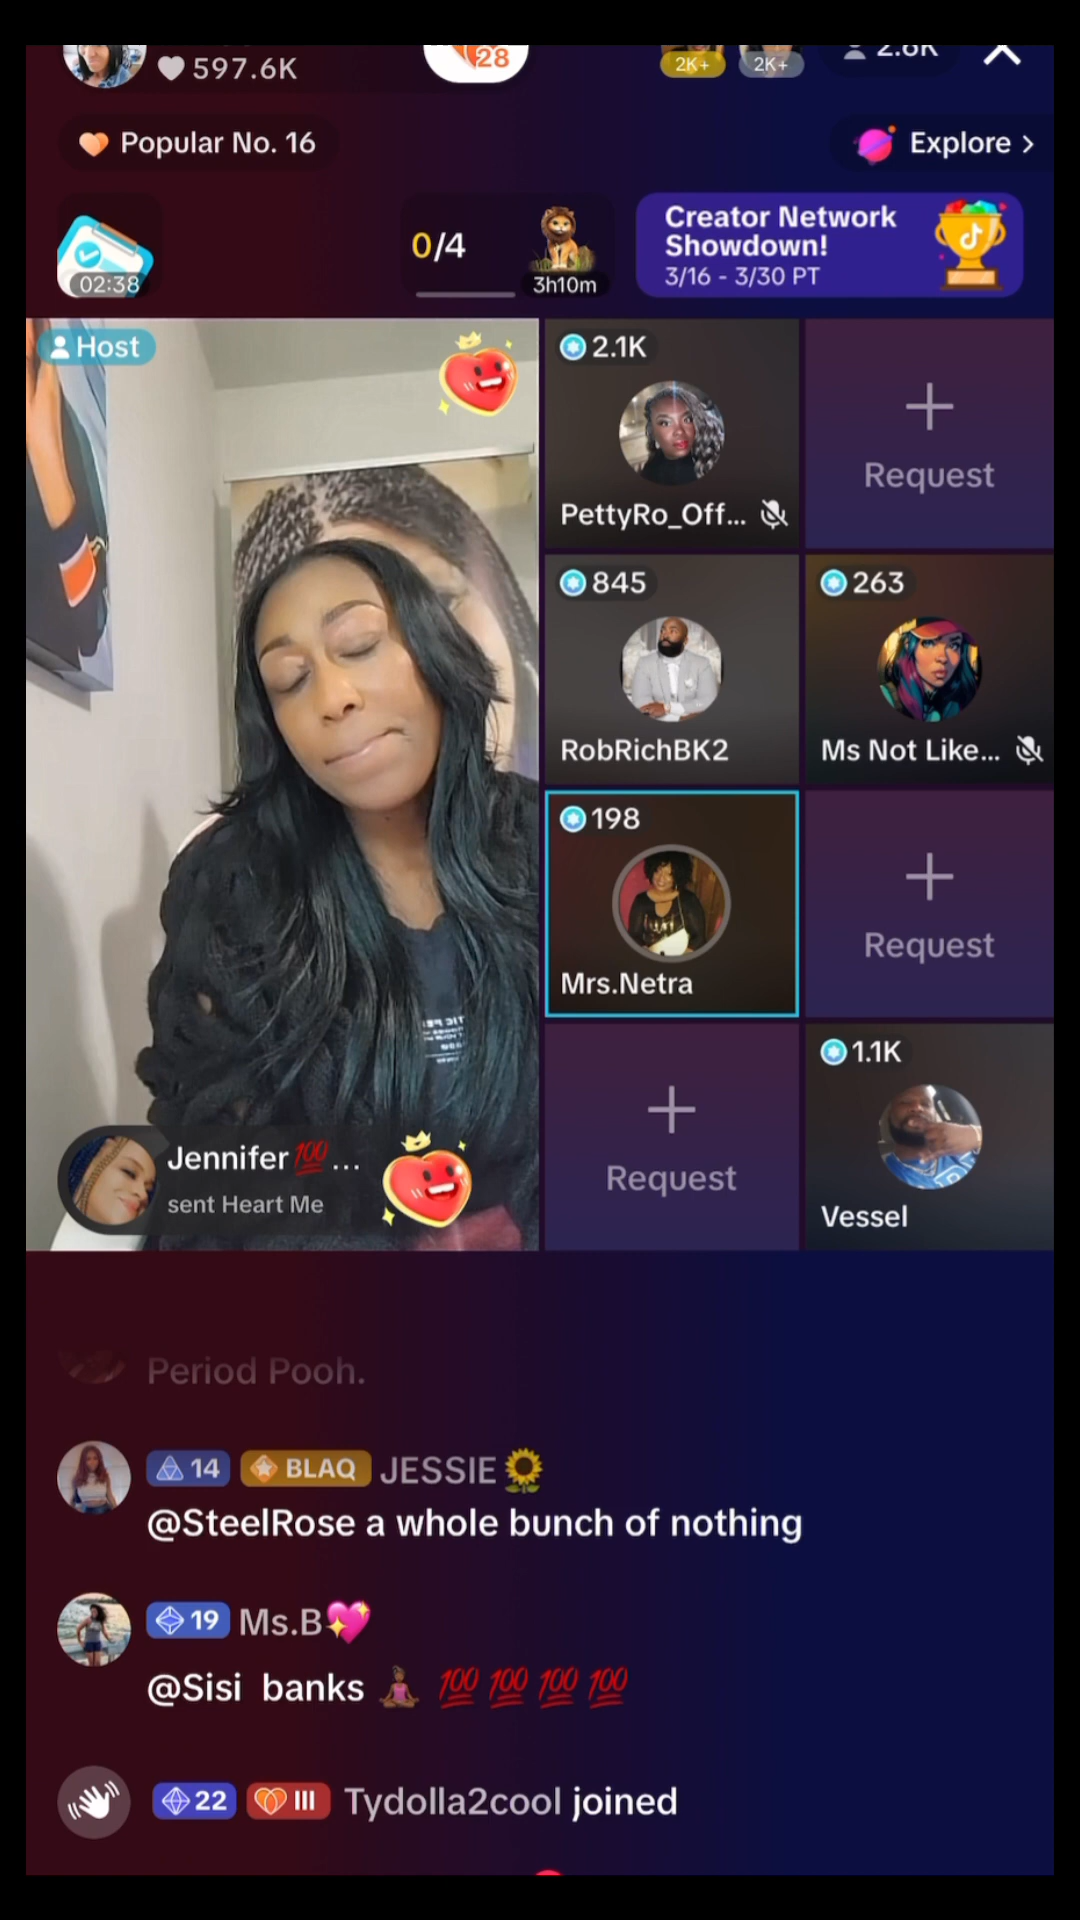 597.6K
28
2K+
2K+
2.6K
Popular No. 16
Explore >
02:38
0/4
3h10m
Creator Network
Showdown!
3/16 - 3/30 PT
Host
2.1K
PettyRo_Off...
+
Request
845
RobRichBK2
263
Ms Not Like...
198
Mrs.Netra
+
Request
+
Request
1.1K
Vessel
Jennifer💯...
sent Heart Me
Period Pooh.
14 BLAQ JESSIE🌻
@SteelRose a whole bunch of nothing
19 Ms.B💖
@Sisi banks 🧘🏾‍♀️ 💯💯💯💯
22 III Tydolla2cool joined